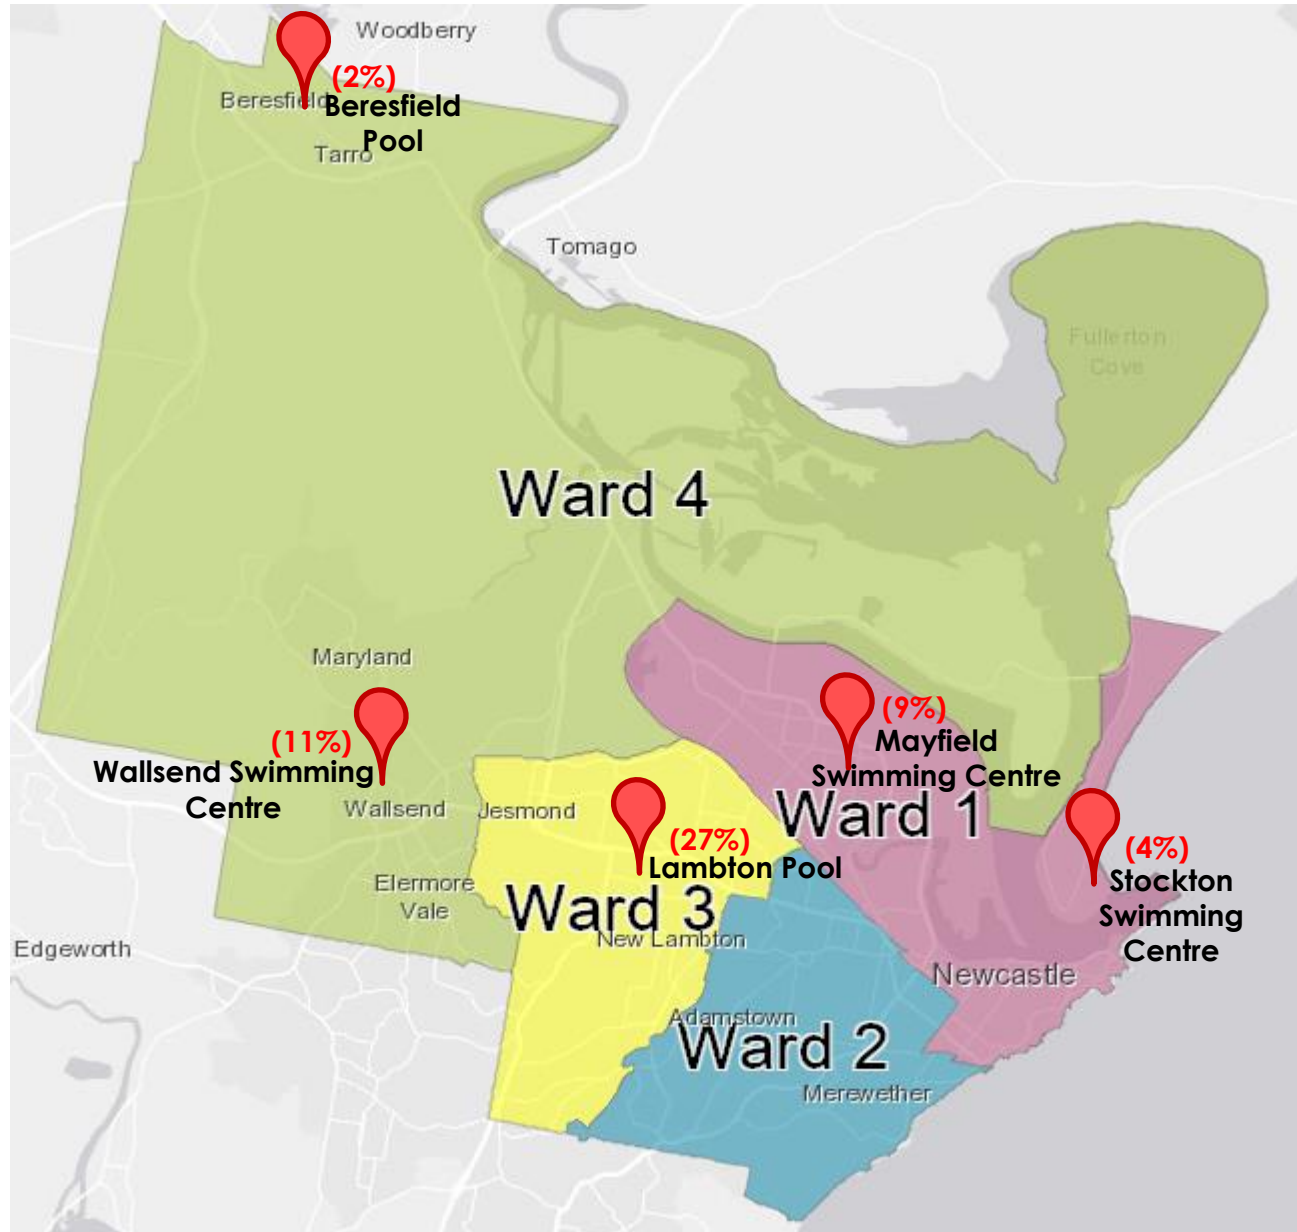 Woodberry
(2%)
Beresfield
Beresfield
Pool
Tarro
Tomago
Fullerton
Cove
Ward 4
Maryland
(11%)
Wallsend Swimming
Centre
Wallsend
(9%)
Mayfield
Swimming Centre
Ward 1
Jesmond
(27%)
Lambton Pool
(4%)
Stockton
Swimming
Centre
Elermore
Vale
Ward 3
New Lambton
Edgeworth
Newcastle
Adamstown
Ward 2
Merewether